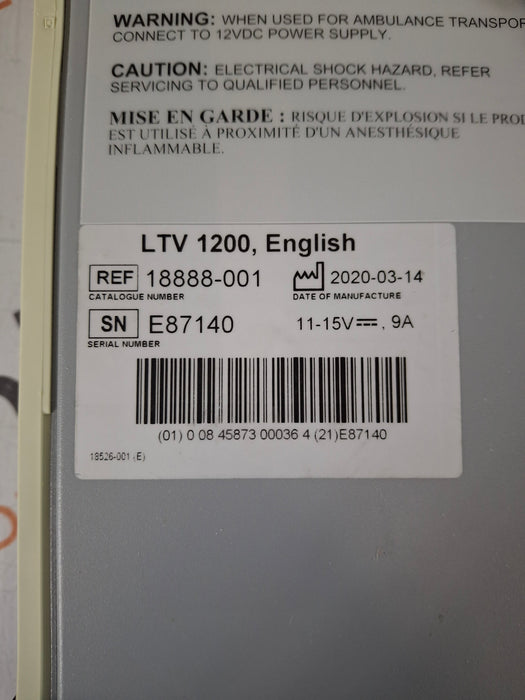 WARNING: WHEN USED FOR AMBULANCE
CONNECT TO 12VDC POWER SUPPLY.
CAUTION: ELECTRICAL SHOCK HAZARD, REFER
SERVICING TO QUALIFIED PERSONNEL.
MISE EN GARDE : RISQUE D'EXPLOSION SI LE
EST UTILISÉ À PROXIMITÉ D'UN ANESTHÉSIQUE
INFLAMMABLE.
LTV 1200, English
REF 18888-001 2020-03-14
CATALOGUE NUMBER DATE OF MANUFACTURE
SN E87140 11-15V⎓, 9A
SERIAL NUMBER
(01) 0 08 45873 00036 4 (21)E87140
18526-001 (E)